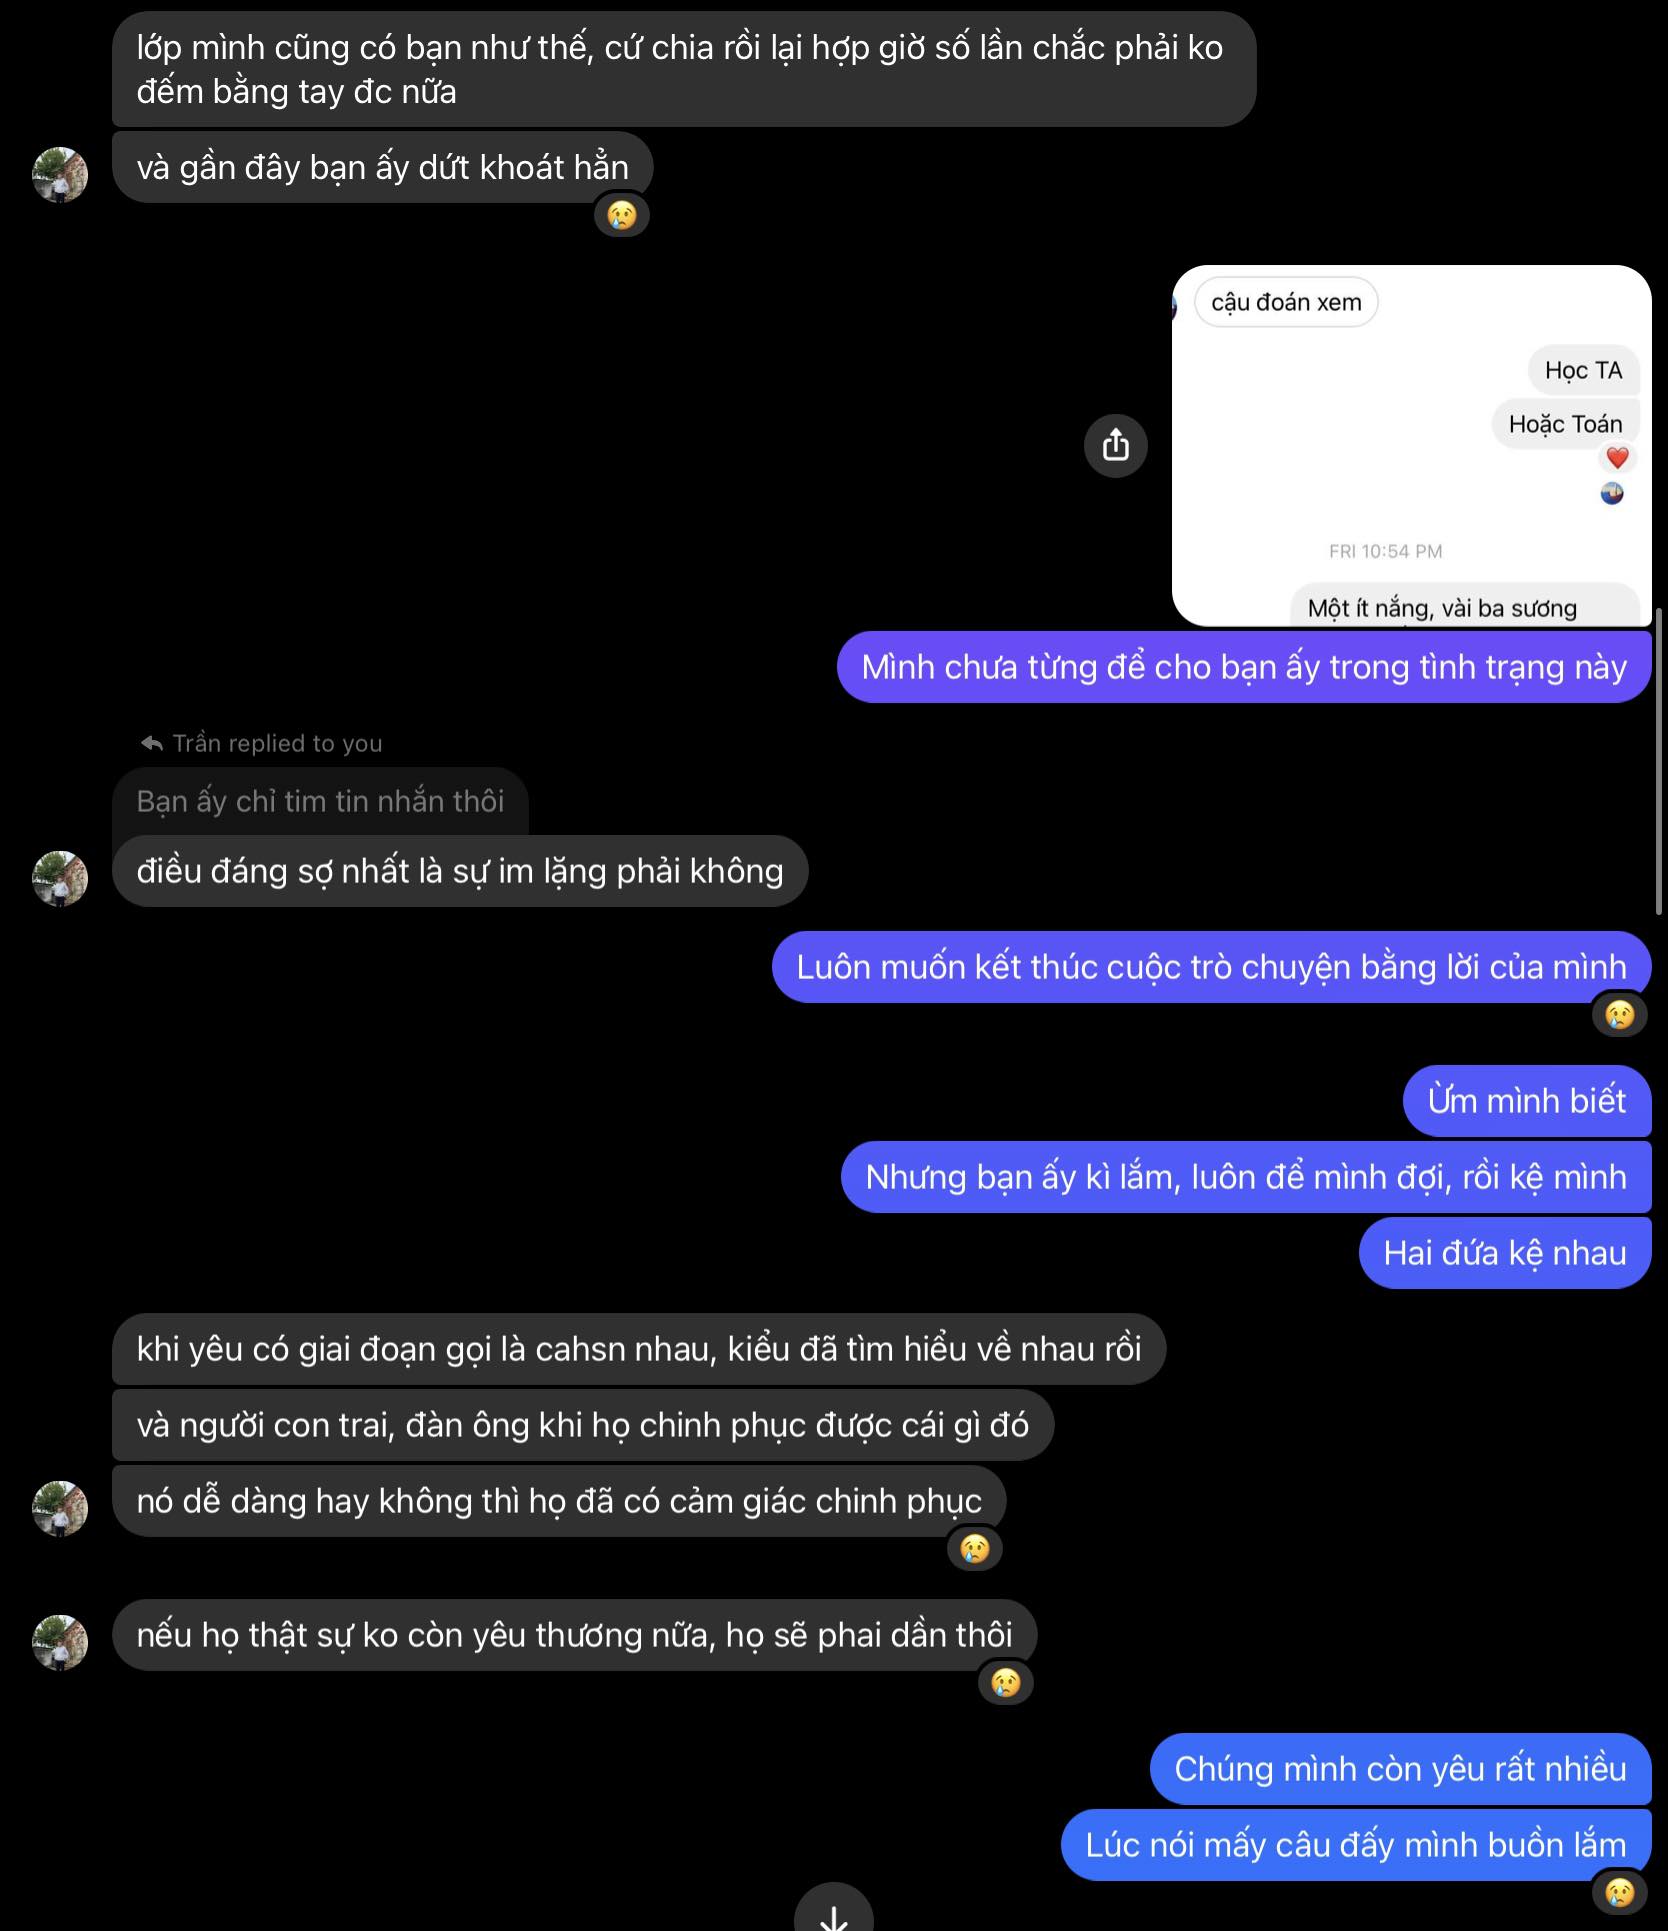 lớp mình cũng có bạn như thế, cứ chia rồi lại hợp giờ số lần chắc phải ko
đếm bằng tay đc nữa
và gần đây bạn ấy dứt khoát hẳn
cậu đoán xem
Học TA
Hoặc Toán
FRI 10:54 PM
Một ít nắng, vài ba sương
Mình chưa từng để cho bạn ấy trong tình trạng này
Trần replied to you
Bạn ấy chỉ tim tin nhắn thôi
điều đáng sợ nhất là sự im lặng phải không
Luôn muốn kết thúc cuộc trò chuyện bằng lời của mình
Ừm mình biết
Nhưng bạn ấy kì lắm, luôn để mình đợi, rồi kệ mình
Hai đứa kệ nhau
khi yêu có giai đoạn gọi là cahsn nhau, kiểu đã tìm hiểu về nhau rồi
và người con trai, đàn ông khi họ chinh phục được cái gì đó
nó dễ dàng hay không thì họ đã có cảm giác chinh phục
nếu họ thật sự ko còn yêu thương nữa, họ sẽ phai dần thôi
Chúng mình còn yêu rất nhiều
Lúc nói mấy câu đấy mình buồn lắm